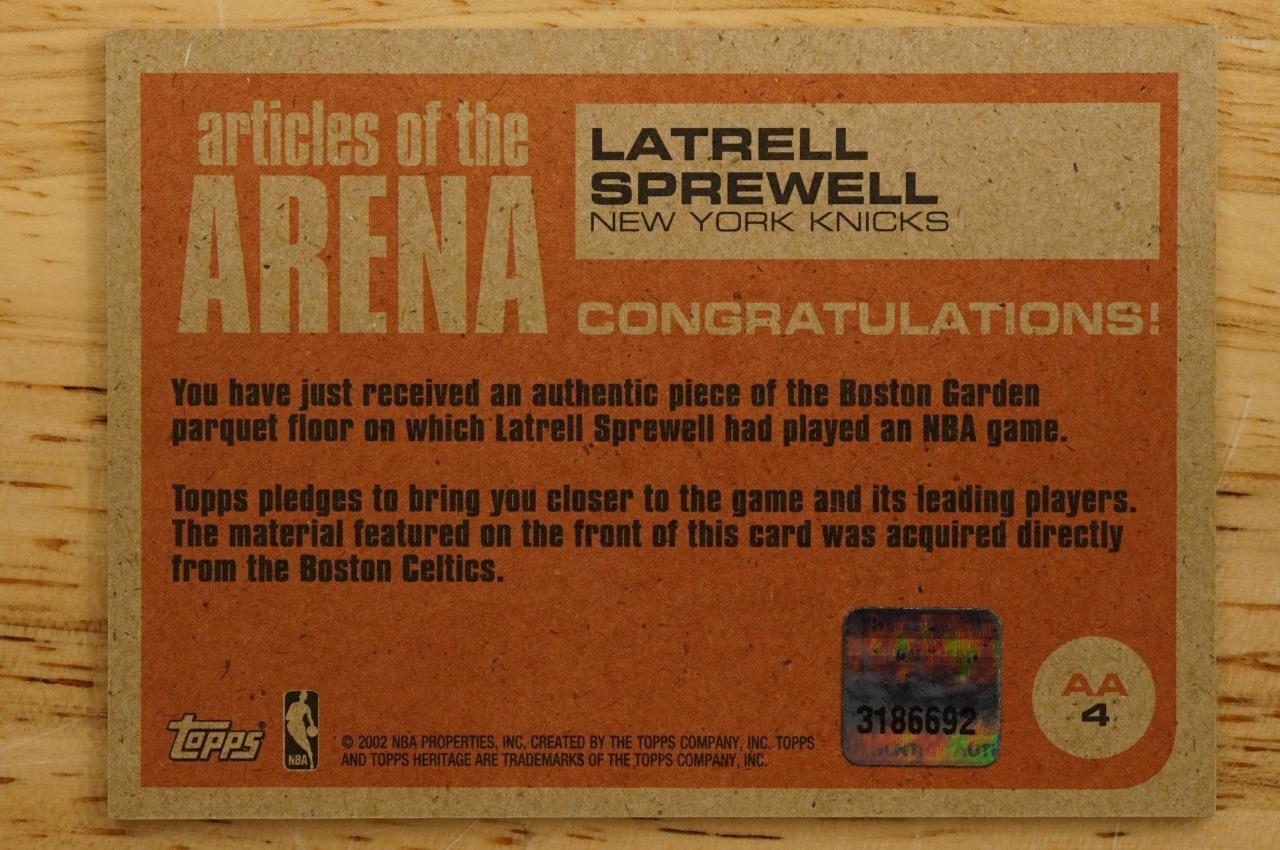 articles of the
ARENA
LATRELL
SPREWELL
NEW YORK KNICKS
CONGRATULATIONS!
You have just received an authentic piece of the Boston Garden
parquet floor on which Latrell Sprewell had played an NBA game.
Topps pledges to bring you closer to the game and its leading players.
The material featured on the front of this card was acquired directly
from the Boston Celtics.
topps®
NBA
© 2002 NBA PROPERTIES, INC. CREATED BY THE TOPPS COMPANY, INC. TOPPS
AND TOPPS HERITAGE ARE TRADEMARKS OF THE TOPPS COMPANY, INC.
3186692
AA
4